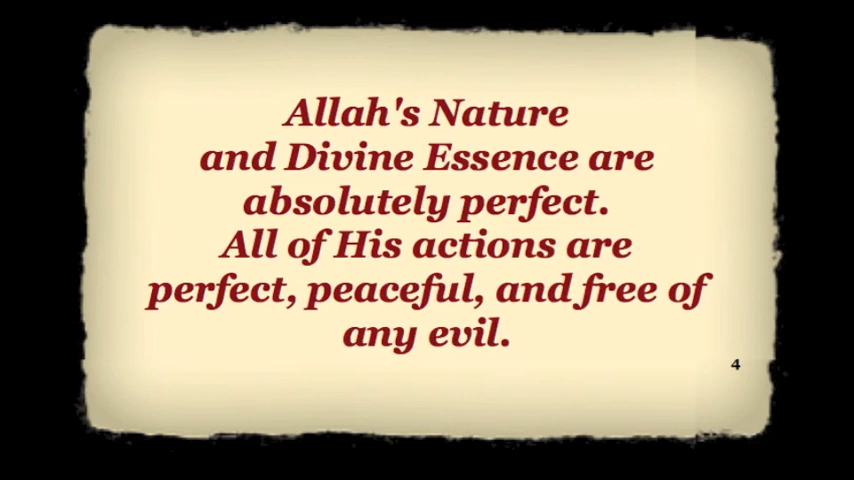 Allah's Nature
and Divine Essence are
absolutely perfect.
All of His actions are
perfect, peaceful, and free of
any evil.
4